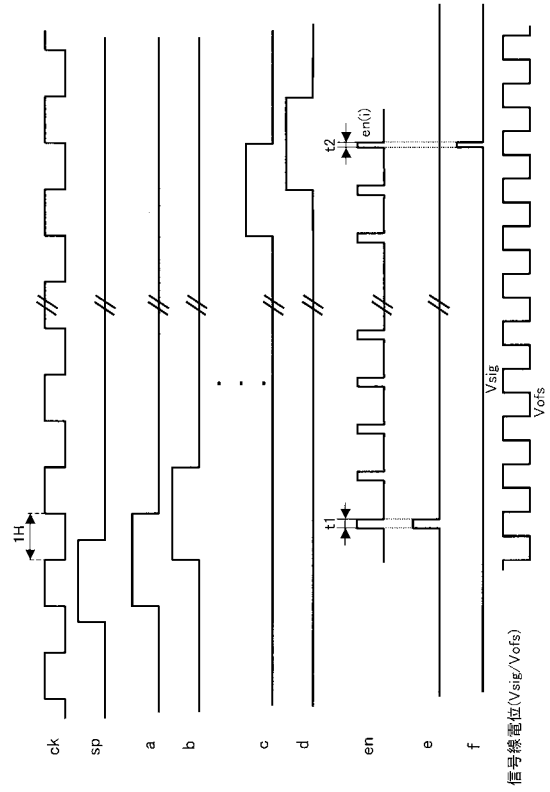 1H
ck
sp
a
b
c
d
t1
t2
en(i)
en
e
f
Vsig
Vofs
信号線電位(Vsig/Vofs)